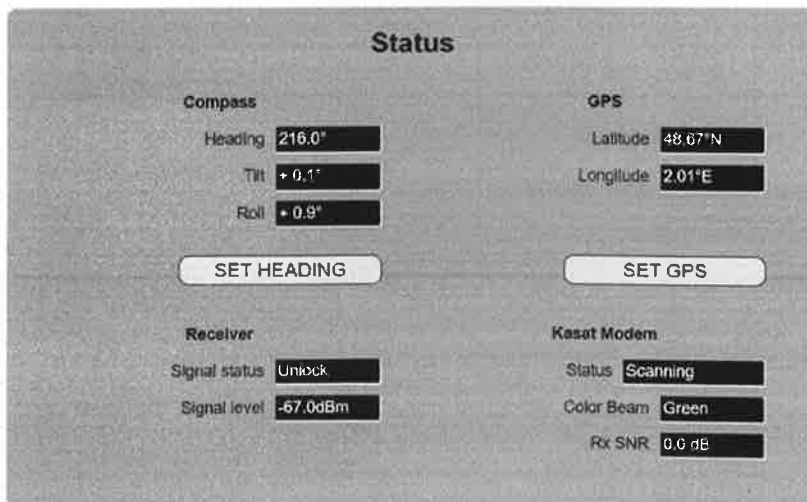 Status
Compass
Heading 216.0°
Tilt + 0.1°
Roll + 0.9°
SET HEADING
GPS
Latitude 48.67°N
Longitude 2.01°E
SET GPS
Receiver
Signal status Unlock
Signal level -67.0dBm
Kasat Modem
Status Scanning
Color Beam Green
Rx SNR 0.0 dB